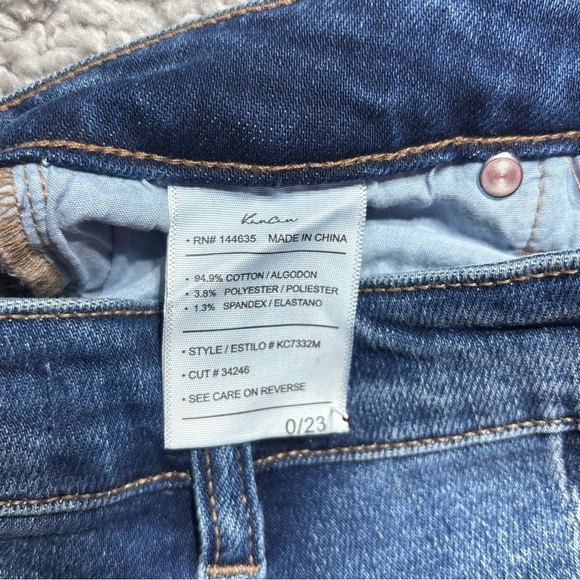 KanCan
• RN# 144635 MADE IN CHINA
• 94.9% COTTON / ALGODON
• 3.8% POLYESTER / POLIESTER
• 1.3% SPANDEX / ELASTANO
• STYLE / ESTILO # KC7332M
• CUT # 34246
• SEE CARE ON REVERSE
0/23